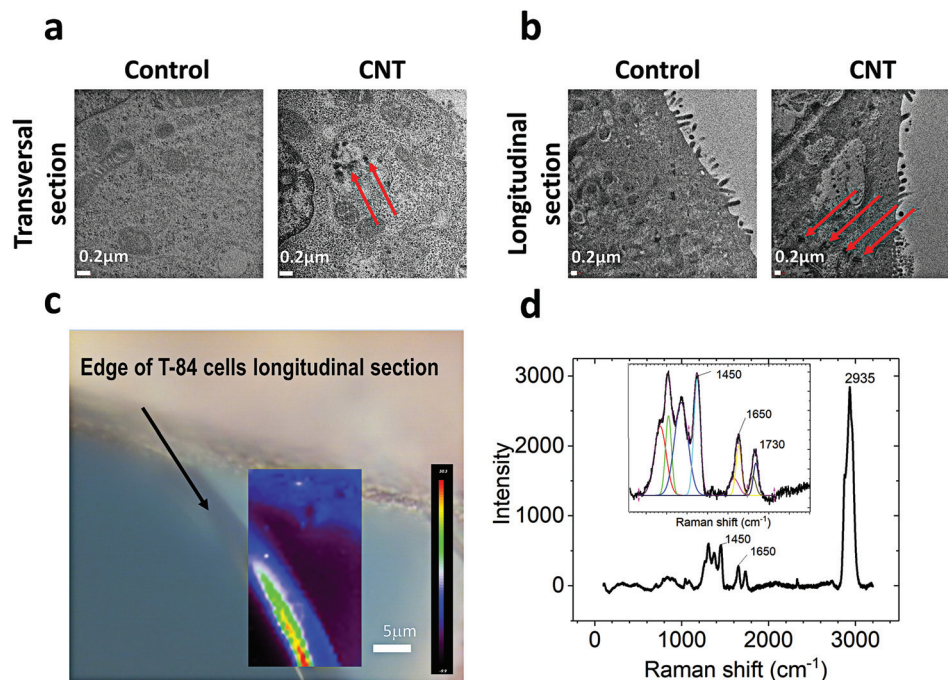 a
b
Control
CNT
Control
CNT
Transversal
section
0.2μm
0.2μm
Longitudinal
section
0.2μm
0.2μm
c
d
Edge of T-84 cells longitudinal section
5μm
Intensity
3000
2000
1000
0
2935
1450
1650
1730
Raman shift (cm-1)
1450
1650
0
1000
2000
3000
Raman shift (cm-1)